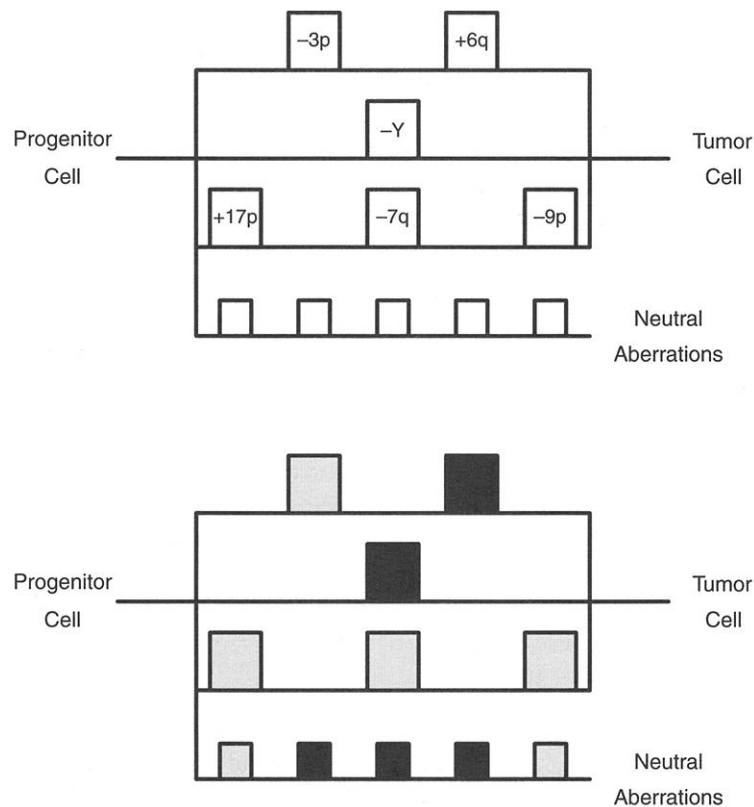 −3p
+6q
−Y
Progenitor
Cell
Tumor
Cell
+17p
−7q
−9p
Neutral
Aberrations
Progenitor
Cell
Tumor
Cell
Neutral
Aberrations